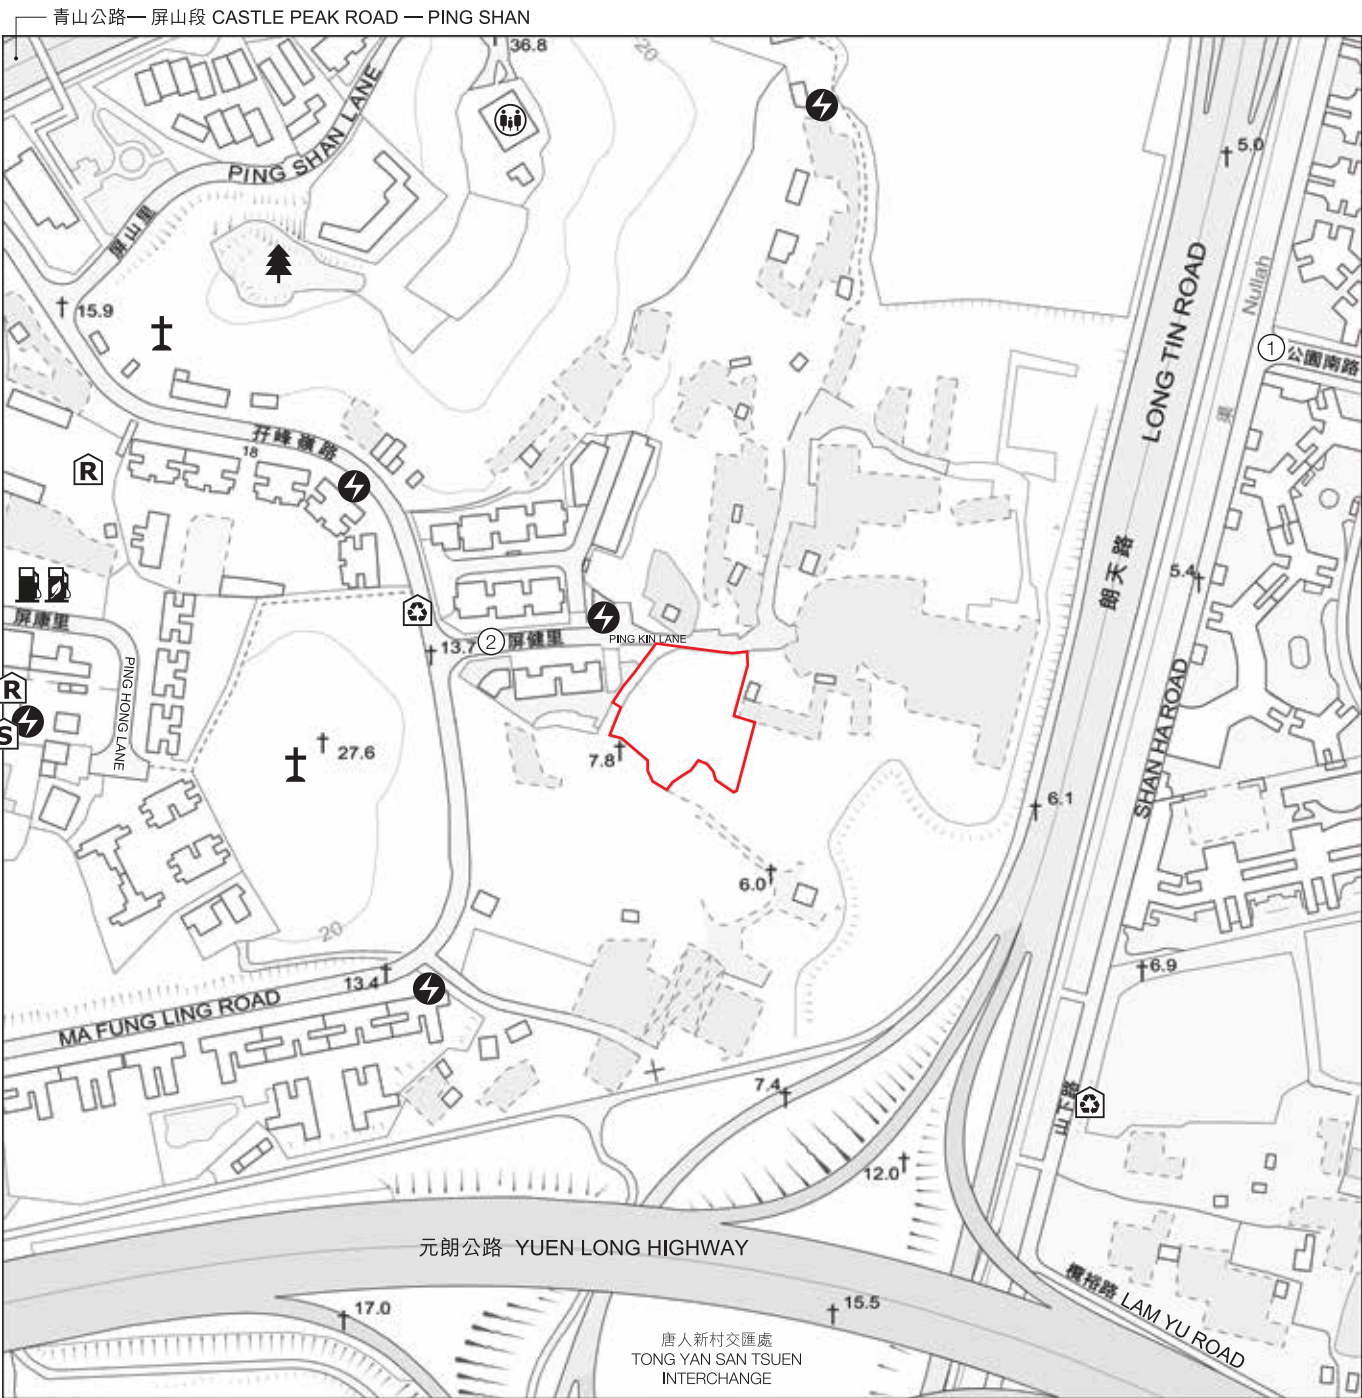 青山公路一 屏山段 CASTLE PEAK ROAD — PING SHAN
36.8
20
PING SHAN LANE
屏山里
5.0
15.9
LONG TIN ROAD
Nullah
1 公園南路
渠
18
R
朗天路
5.4
屏康里
13.7
2 屏健里
PING KIN LANE
PING HONG LANE
R
S
27.6
7.8
SHAN HA ROAD
6.1
6.0
20
13.4
6.9
MA FUNG LING ROAD
7.4
山下路
12.0
元朗公路 YUEN LONG HIGHWAY
欖裕路 LAM YU ROAD
17.0
15.5
唐人新村交匯處
TONG YAN SAN TSUEN
INTERCHANGE